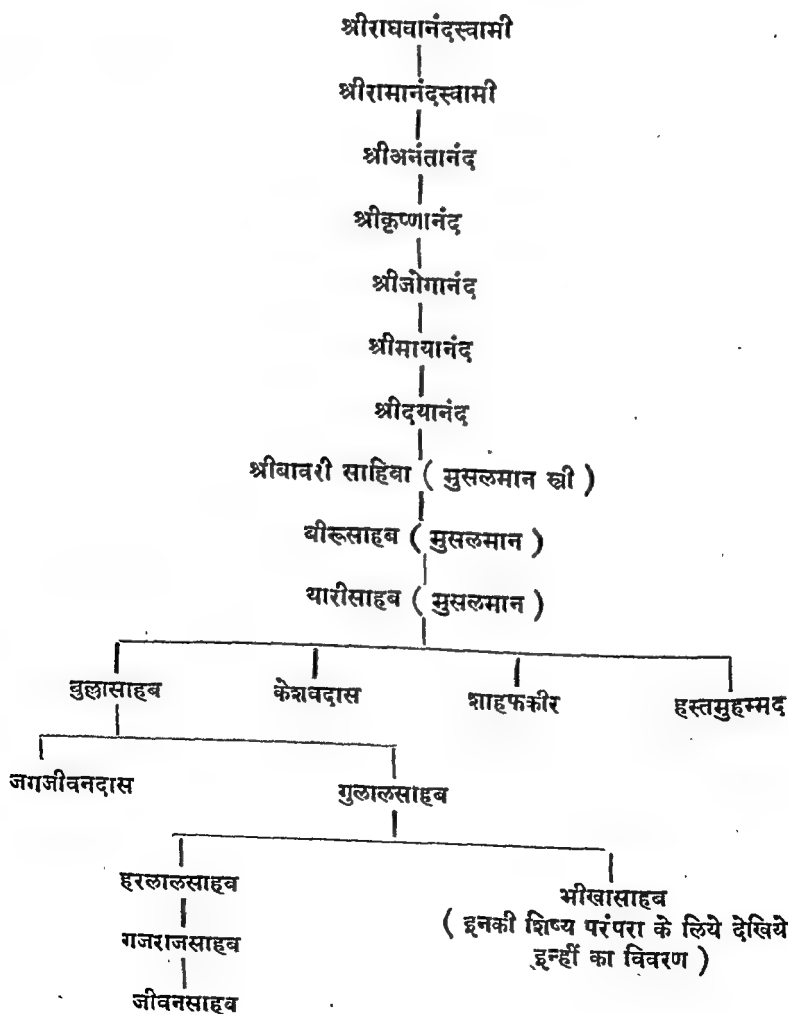 श्रीराघवानंदस्वामी
श्रीरामानंदस्वामी
श्रीअनंतानंद
श्रीकृष्णानंद
श्रीजोगानंद
श्रीमायानंद
श्रीदयानंद
श्रीबावरी साहिबा ( मुसलमान स्त्री )
बीरूसाहब ( मुसलमान )
यारीसाहब ( मुसलमान )
बुल्लासाहब केशवदास शाहफकीर हस्तमुहम्मद
जगजीवनदास गुलालसाहब
हरलालसाहब भीखासाहब
( इनकी शिष्य परंपरा के लिये देखिये
गजराजसाहब इन्हीं का विवरण )
जीवनसाहब